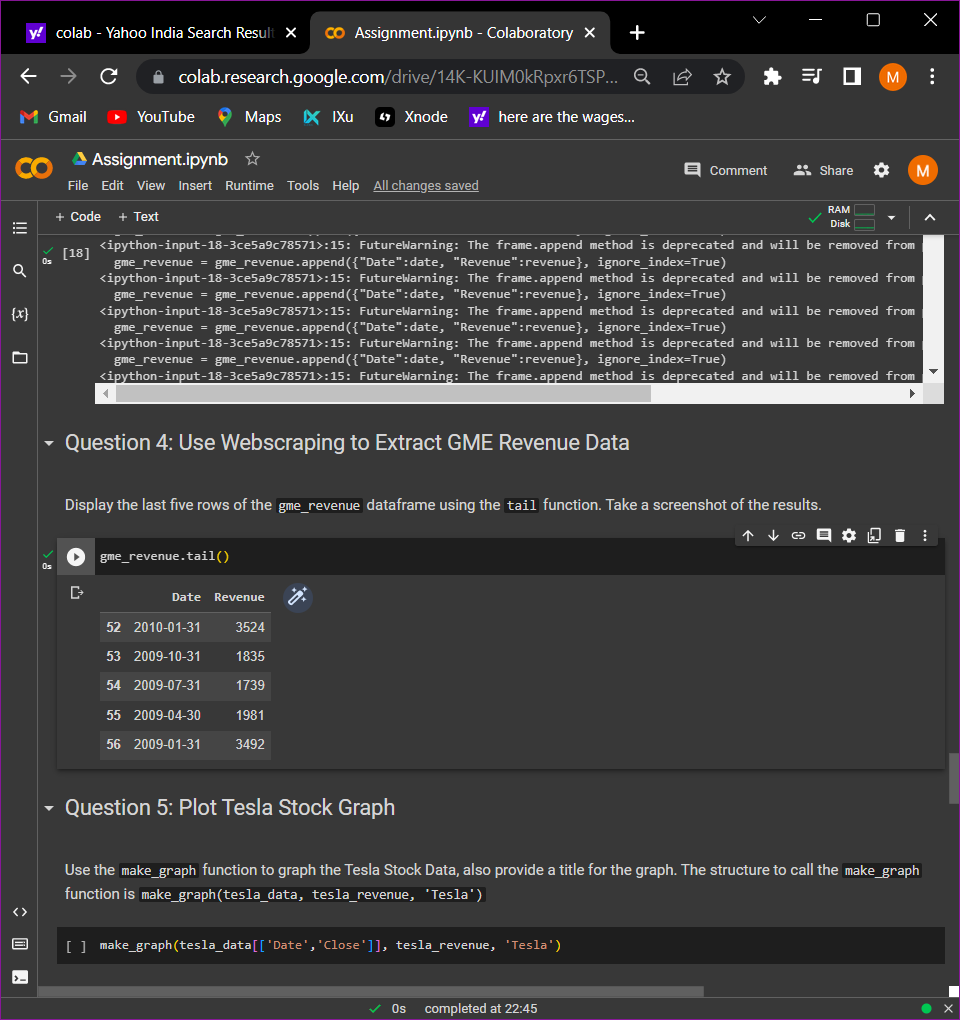 colab - Yahoo India Search Resul
Assignment.ipynb - Colaboratory
colab.research.google.com/drive/14K-KUIM0kRpxr6TSP...
M
Gmail
YouTube
Maps
IXu
Xnode
here are the wages...
Assignment.ipynb
Comment
Share
M
File Edit View Insert Runtime Tools Help All changes saved
+ Code + Text
RAM
Disk
<ipython-input-18-3ce5a9c78571>:15: FutureWarning: The frame.append method is deprecated and will be removed from
[18]
0s
gme_revenue = gme_revenue.append({"Date":date, "Revenue":revenue}, ignore_index=True)
<ipython-input-18-3ce5a9c78571>:15: FutureWarning: The frame.append method is deprecated and will be removed from
gme_revenue = gme_revenue.append({"Date":date, "Revenue":revenue}, ignore_index=True)
<ipython-input-18-3ce5a9c78571>:15: FutureWarning: The frame.append method is deprecated and will be removed from
gme_revenue = gme_revenue.append({"Date":date, "Revenue":revenue}, ignore_index=True)
<ipython-input-18-3ce5a9c78571>:15: FutureWarning: The frame.append method is deprecated and will be removed from
gme_revenue = gme_revenue.append({"Date":date, "Revenue":revenue}, ignore_index=True)
<ipython-input-18-3ce5a9c78571>:15: FutureWarning: The frame.append method is deprecated and will be removed from
{x}
Question 4: Use Webscraping to Extract GME Revenue Data
Display the last five rows of the gme_revenue dataframe using the tail function. Take a screenshot of the results.
0s
gme_revenue.tail()
Date Revenue
52 2010-01-31 3524
53 2009-10-31 1835
54 2009-07-31 1739
55 2009-04-30 1981
56 2009-01-31 3492
Question 5: Plot Tesla Stock Graph
Use the make_graph function to graph the Tesla Stock Data, also provide a title for the graph. The structure to call the make_graph
function is make_graph(tesla_data, tesla_revenue, 'Tesla')
[ ] make_graph(tesla_data[['Date','Close']], tesla_revenue, 'Tesla')
0s completed at 22:45